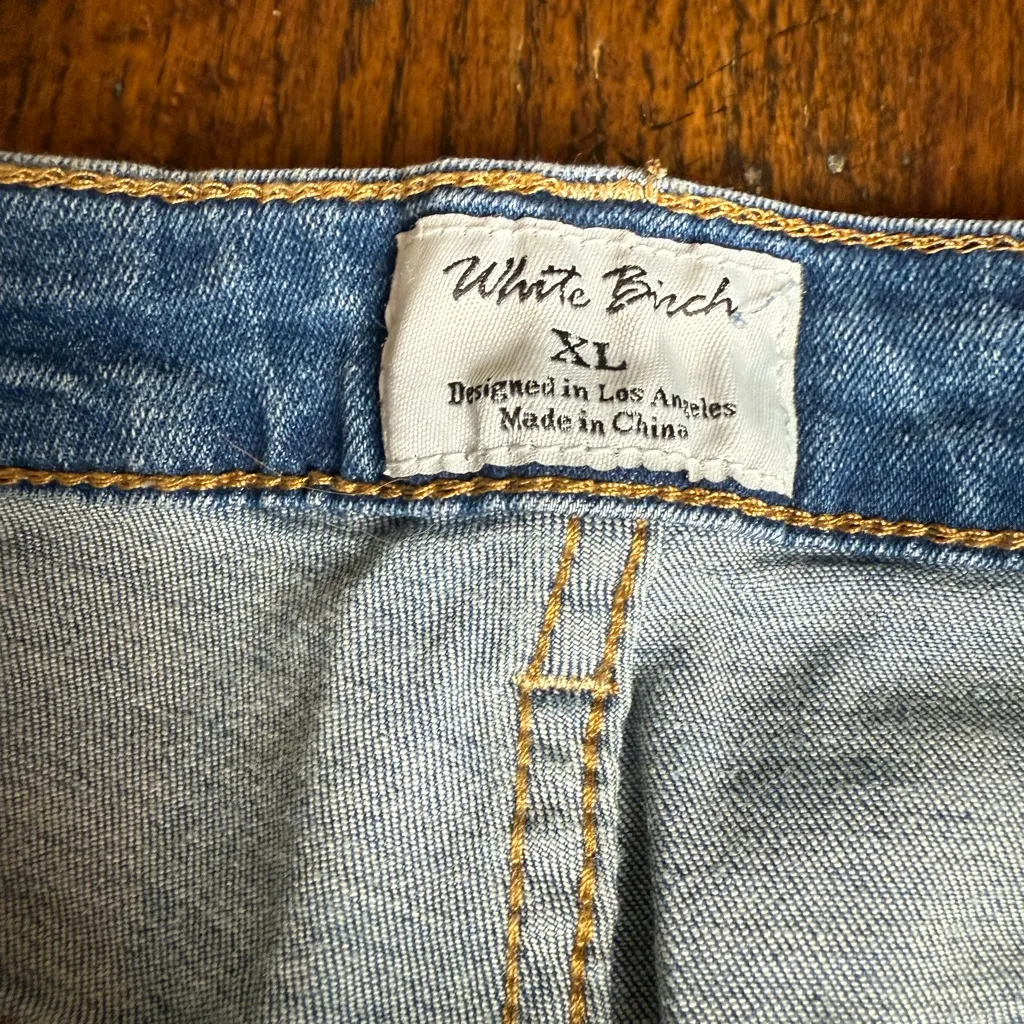 White Birch
XL
Designed in Los Angeles
Made in China